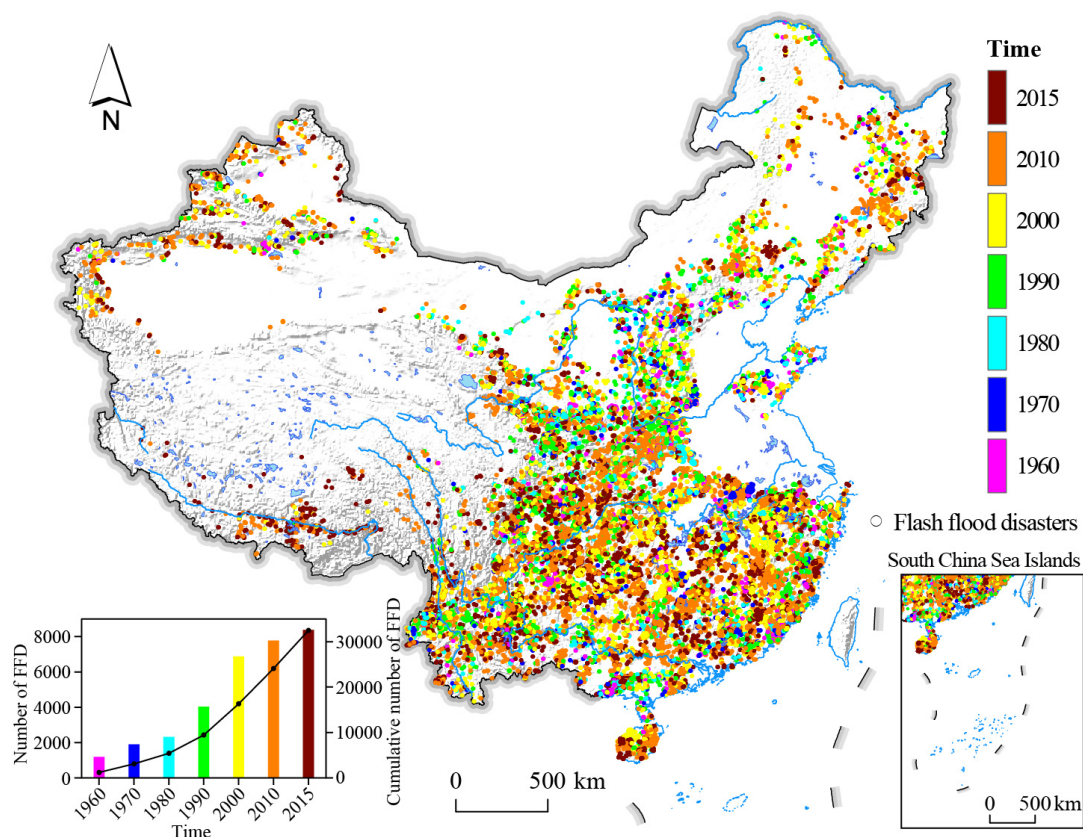 N
Time
2015
2010
2000
1990
1980
1970
1960
Flash flood disasters
South China Sea Islands
0 500 km
0 500 km
Number of FFD
8000
6000
4000
2000
0
Cumulative number of FFD
30000
20000
10000
0
1960 1970 1980 1990 2000 2010 2015
Time